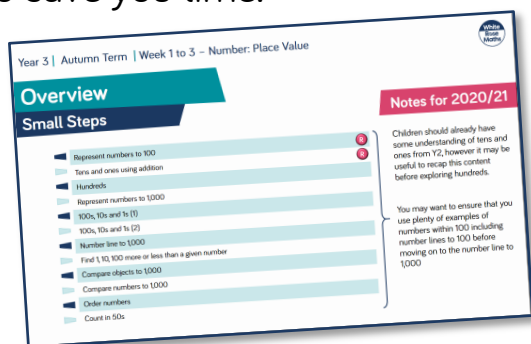 Year 3 | Autumn Term | Week 1 to 3 – Number: Place Value
White
Rose
Maths
Overview
Small Steps
Represent numbers to 100
R
Tens and ones using addition
R
Hundreds
Represent numbers to 1,000
100s, 10s and 1s (1)
100s, 10s and 1s (2)
Number line to 1,000
Find 1, 10, 100 more or less than a given number
Compare objects to 1,000
Compare numbers to 1,000
Order numbers
Count in 50s
Notes for 2020/21
Children should already have
some understanding of tens and
ones from Y2, however it may be
useful to recap this content
before exploring hundreds.
You may want to ensure that you
use plenty of examples of
numbers within 100 including
number lines to 100 before
moving on to the number line to
1,000